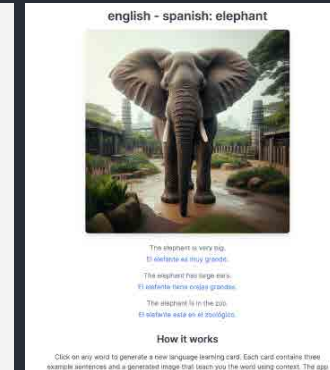 english - spanish: elephant
The elephant is very big.
El elefante es muy grande.
The elephant has large ears.
El elefante tiene orejas grandes.
The elephant is in the zoo.
El elefante está en el zoológico.
How it works
Click on any word to generate a new language learning card. Each card contains three
example sentences and a generated image that teach you the word using context. The app